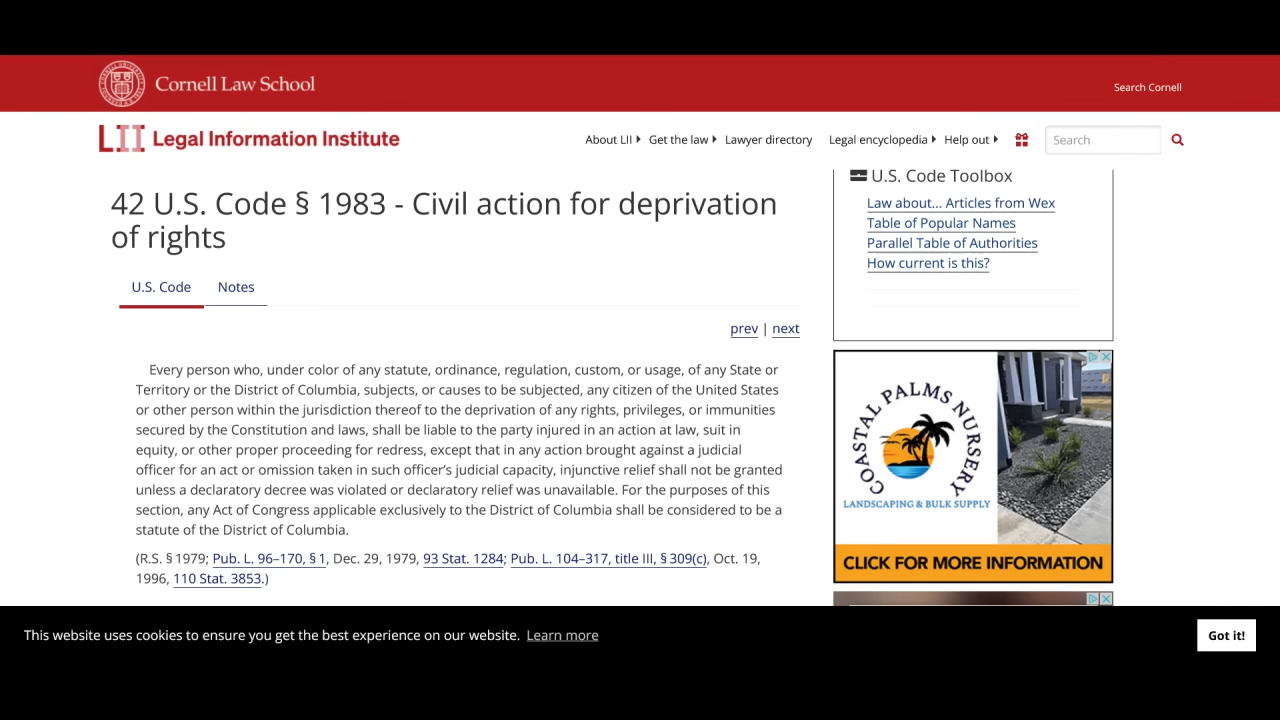 Cornell Law School
Search Cornell
LII Legal Information Institute
About LII
Get the law
Lawyer directory
Legal encyclopedia
Help out
Search
42 U.S. Code § 1983 - Civil action for deprivation
of rights
U.S. Code
Notes
prev | next
Every person who, under color of any statute, ordinance, regulation, custom, or usage, of any State or
Territory or the District of Columbia, subjects, or causes to be subjected, any citizen of the United States
or other person within the jurisdiction thereof to the deprivation of any rights, privileges, or immunities
secured by the Constitution and laws, shall be liable to the party injured in an action at law, suit in
equity, or other proper proceeding for redress, except that in any action brought against a judicial
officer for an act or omission taken in such officer's judicial capacity, injunctive relief shall not be granted
unless a declaratory decree was violated or declaratory relief was unavailable. For the purposes of this
section, any Act of Congress applicable exclusively to the District of Columbia shall be considered to be a
statute of the District of Columbia.
(R.S. § 1979; Pub. L. 96–170, § 1, Dec. 29, 1979, 93 Stat. 1284; Pub. L. 104–317, title III, § 309(c), Oct. 19,
1996, 110 Stat. 3853.)
U.S. Code Toolbox
Law about... Articles from Wex
Table of Popular Names
Parallel Table of Authorities
How current is this?
COASTAL PALMS NURSERY
LANDSCAPING & BULK SUPPLY
CLICK FOR MORE INFORMATION
This website uses cookies to ensure you get the best experience on our website. Learn more
Got it!